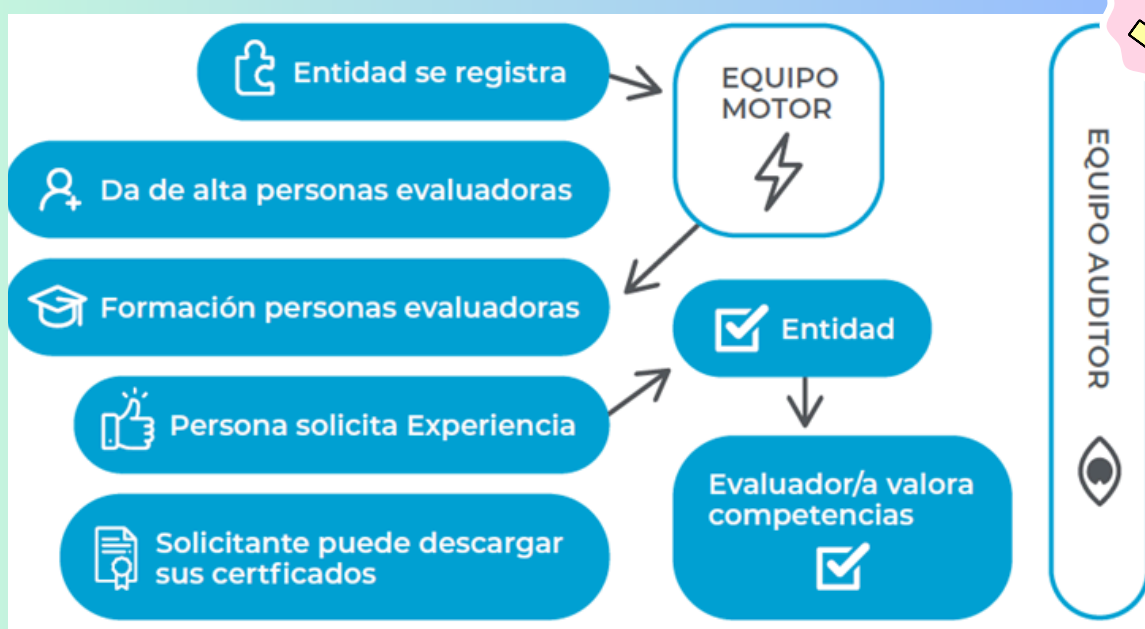 Entidad se registra
EQUIPO
MOTOR
Da de alta personas evaluadoras
Formación personas evaluadoras
Entidad
Persona solicita Experiencia
Evaluador/a valora
competencias
Solicitante puede descargar
sus certficados
EQUIPO AUDITOR